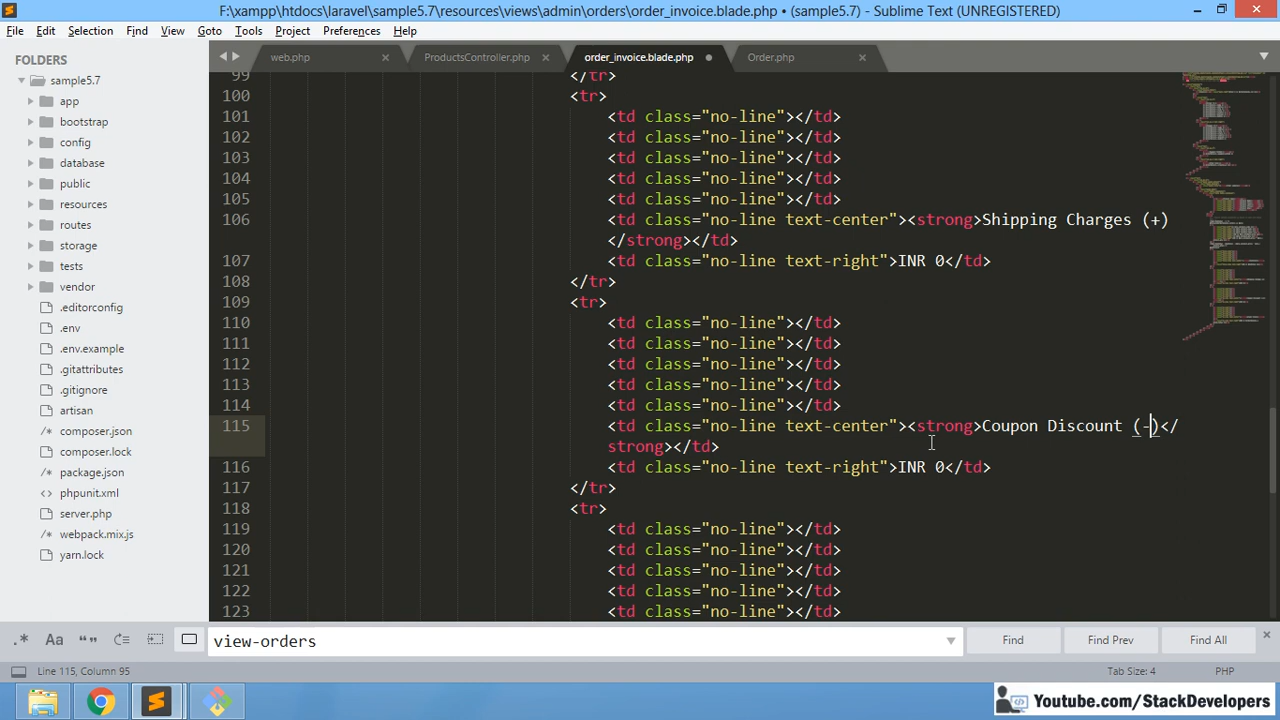 F:\xampp\htdocs\laravel\sample5.7\resources\views\admin\orders\order_invoice.blade.php • (sample5.7) - Sublime Text (UNREGISTERED)
File Edit Selection Find View Goto Tools Project Preferences Help
FOLDERS
sample5.7
app
bootstrap
config
database
public
resources
routes
storage
tests
vendor
.editorconfig
.env
.env.example
.gitattributes
.gitignore
artisan
composer.json
composer.lock
package.json
phpunit.xml
server.php
webpack.mix.js
yarn.lock
web.php ProductsController.php order_invoice.blade.php Order.php
99 </tr>
100 <tr>
101 <td class="no-line"></td>
102 <td class="no-line"></td>
103 <td class="no-line"></td>
104 <td class="no-line"></td>
105 <td class="no-line"></td>
106 <td class="no-line text-center"><strong>Shipping Charges (+)
</strong></td>
107 <td class="no-line text-right">INR 0</td>
108 </tr>
109 <tr>
110 <td class="no-line"></td>
111 <td class="no-line"></td>
112 <td class="no-line"></td>
113 <td class="no-line"></td>
114 <td class="no-line"></td>
115 <td class="no-line text-center"><strong>Coupon Discount (-)</
strong></td>
116 <td class="no-line text-right">INR 0</td>
117 </tr>
118 <tr>
119 <td class="no-line"></td>
120 <td class="no-line"></td>
121 <td class="no-line"></td>
122 <td class="no-line"></td>
123 <td class="no-line"></td>
.* Aa “” view-orders Find Find Prev Find All
Line 115, Column 95 Tab Size: 4 PHP
Youtube.com/StackDevelopers